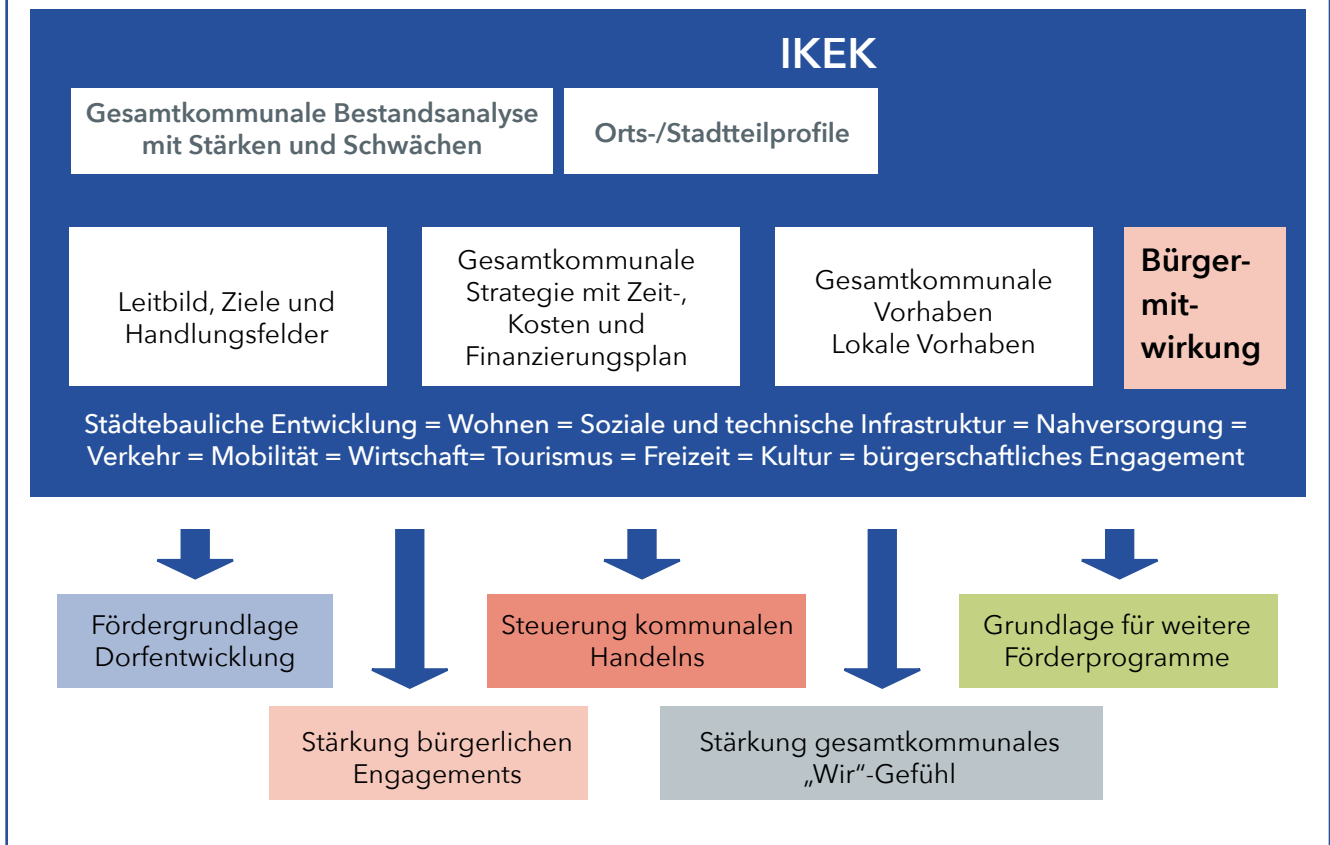 IKEK
Gesamtkommunale Bestandsanalyse
mit Stärken und Schwächen
Orts-/Stadtteilprofile
Leitbild, Ziele und
Handlungsfelder
Gesamtkommunale
Strategie mit Zeit-,
Kosten und
Finanzierungsplan
Gesamtkommunale
Vorhaben
Lokale Vorhaben
Bürger-
mit-
wirkung
Städtebauliche Entwicklung = Wohnen = Soziale und technische Infrastruktur = Nahversorgung =
Verkehr = Mobilität = Wirtschaft= Tourismus = Freizeit = Kultur = bürgerschaftliches Engagement
Fördergrundlage
Dorfentwicklung
Steuerung kommunalen
Handelns
Grundlage für weitere
Förderprogramme
Stärkung bürgerlichen
Engagements
Stärkung gesamtkommunales
„Wir“-Gefühl